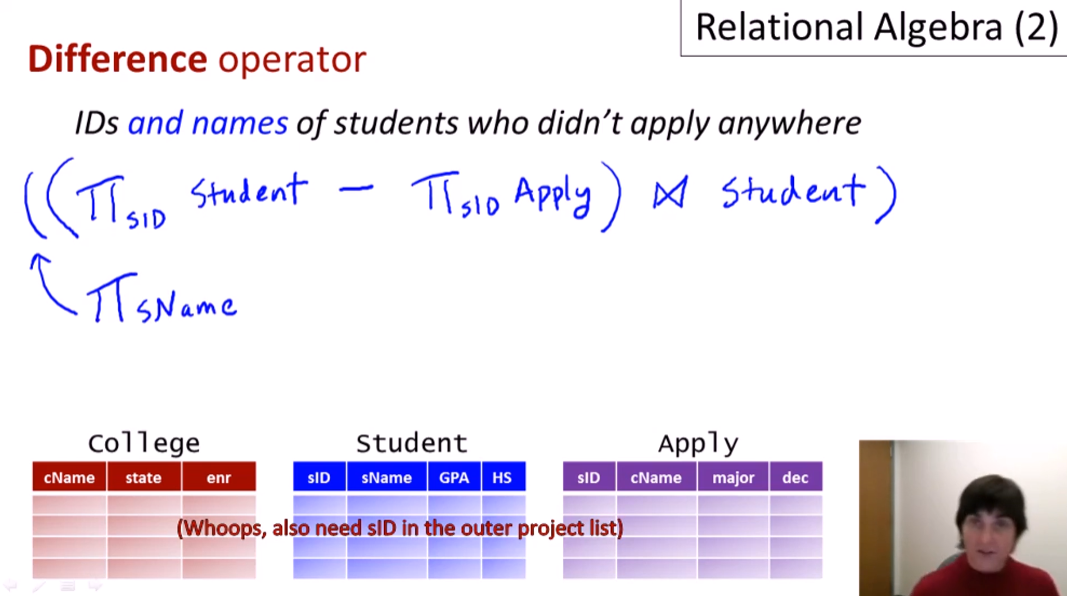 Relational Algebra (2)
Difference operator
IDs and names of students who didn't apply anywhere
((π sID Student − π sID Apply) ⋈ Student)
π sName
College Student Apply
cName state enr sID sName GPA HS sID cName major dec
(Whoops, also need sID in the outer project list)